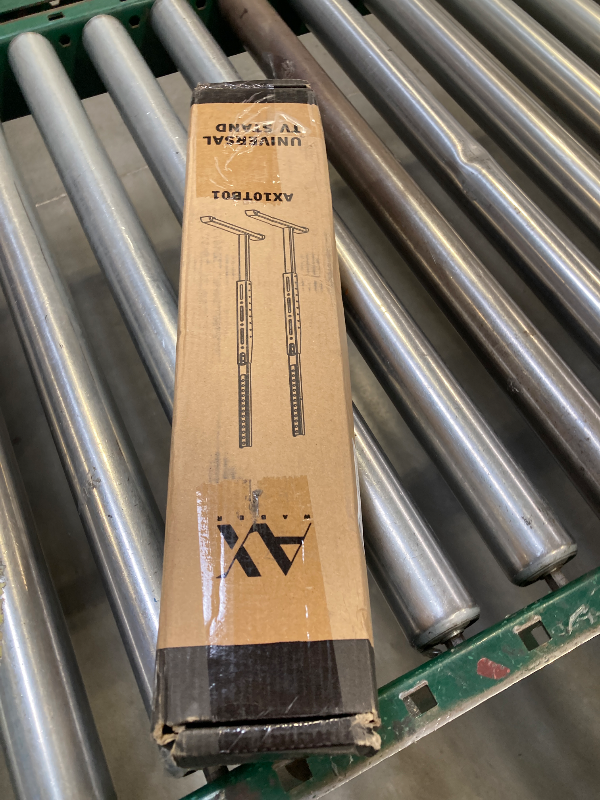 UNIVERSAL
TV STAND
AX10TB01
AX